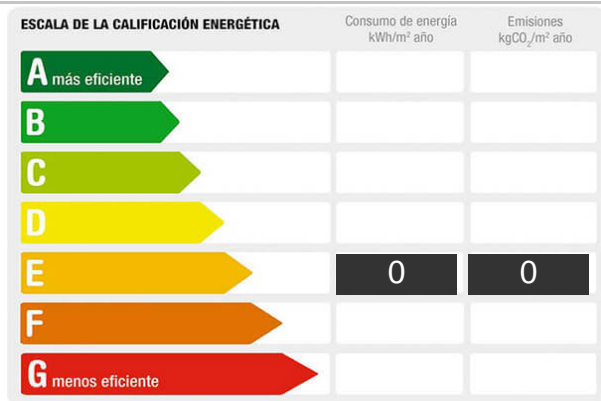 ESCALA DE LA CALIFICACIÓN ENERGÉTICA
Consumo de energía
kWh/m² año
Emisiones
kgCO₂/m² año
A más eficiente
B
C
D
E 0 0
F
G menos eficiente